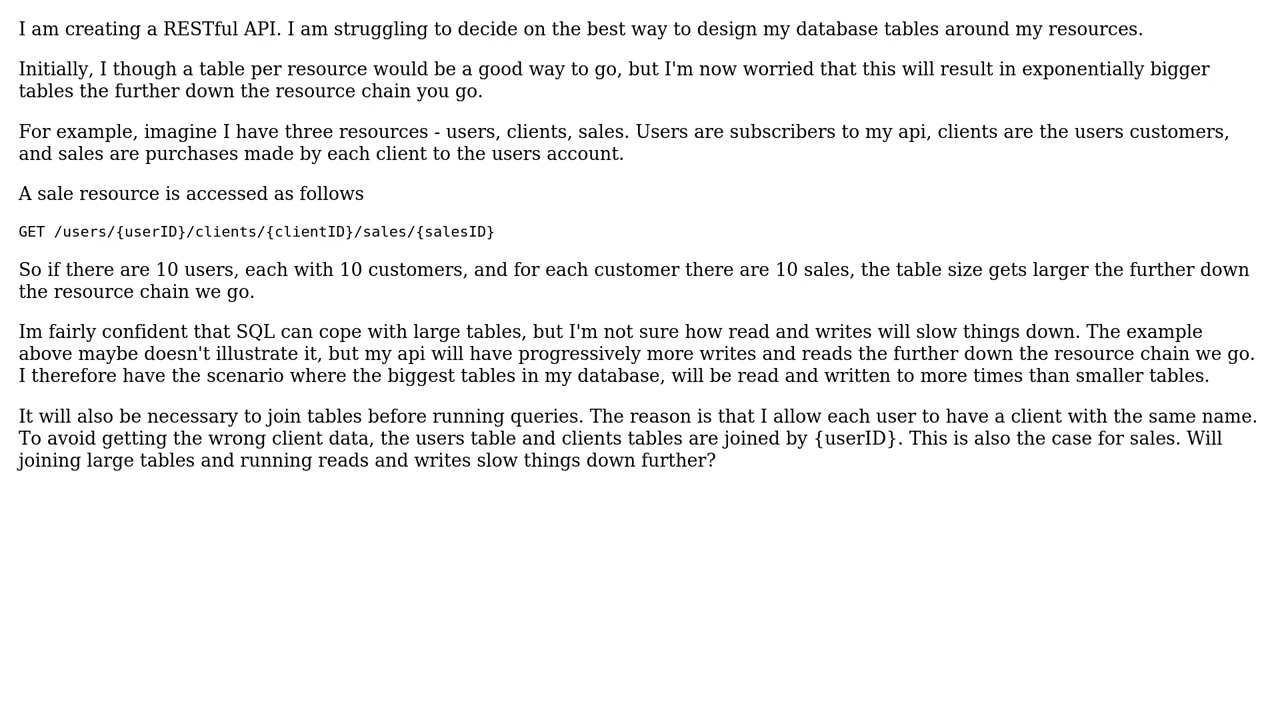 I am creating a RESTful API. I am struggling to decide on the best way to design my database tables around my resources.
Initially, I though a table per resource would be a good way to go, but I'm now worried that this will result in exponentially bigger
tables the further down the resource chain you go.
For example, imagine I have three resources - users, clients, sales. Users are subscribers to my api, clients are the users customers,
and sales are purchases made by each client to the users account.
A sale resource is accessed as follows
GET /users/{userID}/clients/{clientID}/sales/{salesID}
So if there are 10 users, each with 10 customers, and for each customer there are 10 sales, the table size gets larger the further down
the resource chain we go.
Im fairly confident that SQL can cope with large tables, but I'm not sure how read and writes will slow things down. The example
above maybe doesn't illustrate it, but my api will have progressively more writes and reads the further down the resource chain we go.
I therefore have the scenario where the biggest tables in my database, will be read and written to more times than smaller tables.
It will also be necessary to join tables before running queries. The reason is that I allow each user to have a client with the same name.
To avoid getting the wrong client data, the users table and clients tables are joined by {userID}. This is also the case for sales. Will
joining large tables and running reads and writes slow things down further?